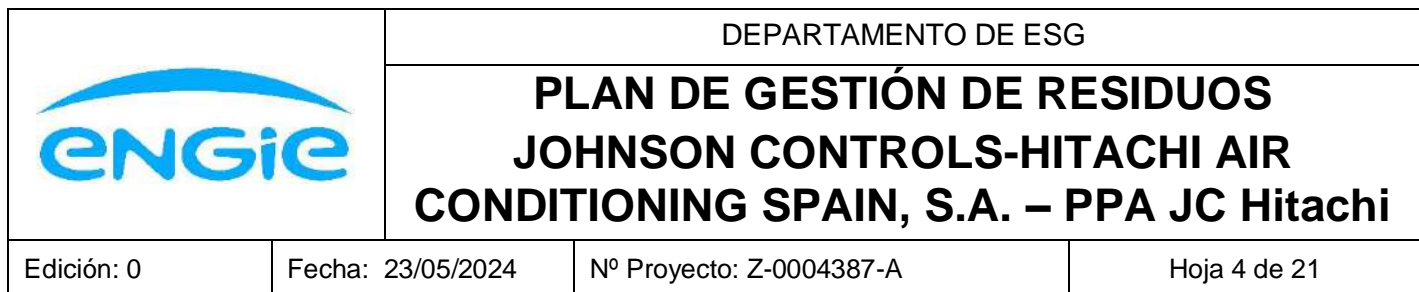 DEPARTAMENTO DE ESG
ENGIE
PLAN DE GESTIÓN DE RESIDUOS
JOHNSON CONTROLS-HITACHI AIR
CONDITIONING SPAIN, S.A. – PPA JC Hitachi
Edición: 0
Fecha: 23/05/2024
Nº Proyecto: Z-0004387-A
Hoja 4 de 21